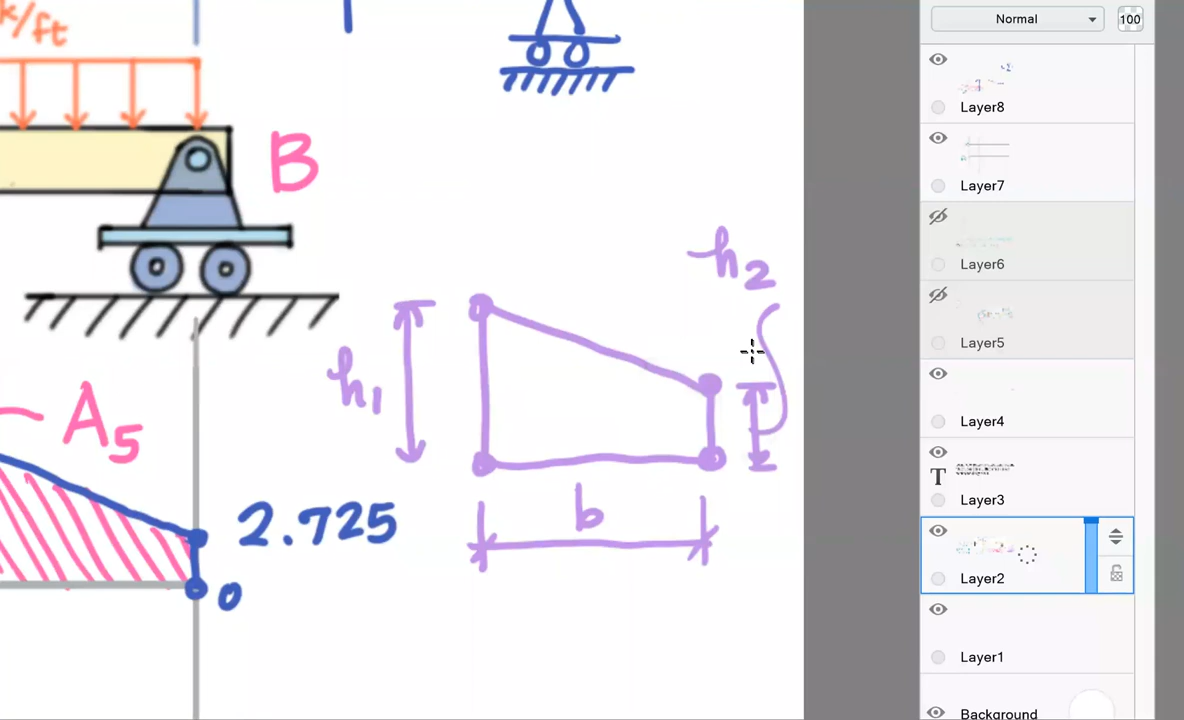 k/ft
B
h2
h1
A5
b
2.725
0
Normal
100
Layer8
Layer7
Layer6
Layer5
Layer4
T
Layer3
Layer2
Layer1
Background